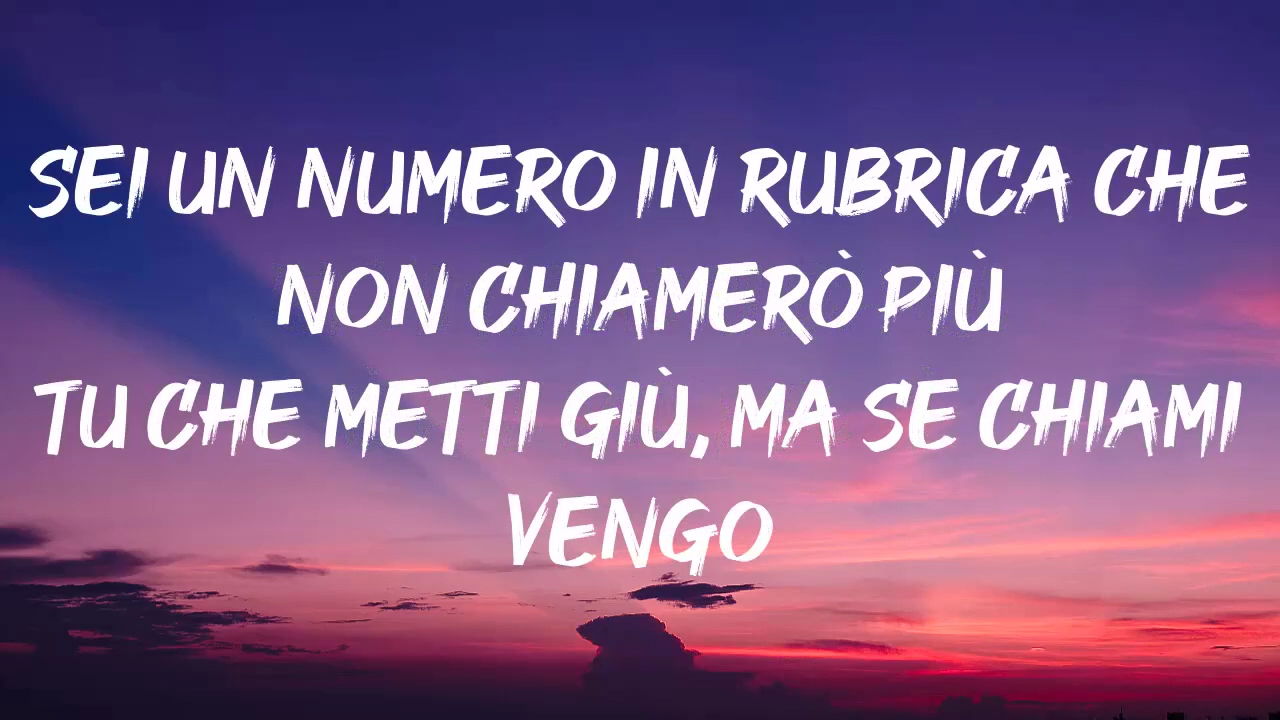 SEI UN NUMERO IN RUBRICA CHE
NON CHIAMERÒ PIÙ
TU CHE METTI GIÙ, MA SE CHIAMI
VENGO